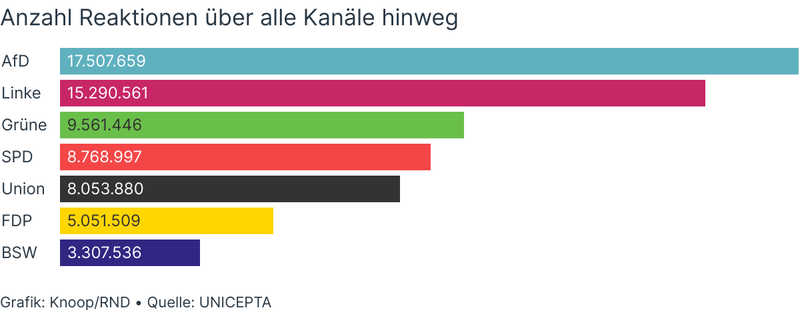 Anzahl Reaktionen über alle Kanäle hinweg
AfD 17.507.659
Linke 15.290.561
Grüne 9.561.446
SPD 8.768.997
Union 8.053.880
FDP 5.051.509
BSW 3.307.536
Grafik: Knoop/RND • Quelle: UNICEPTA